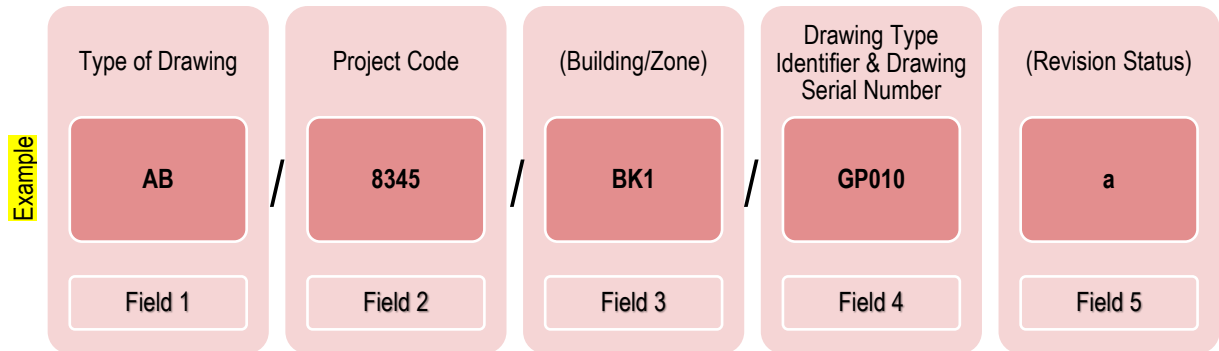 Type of Drawing
Project Code
(Building/Zone)
Drawing Type
Identifier & Drawing
Serial Number
(Revision Status)
Example
AB / 8345 / BK1 / GP010 a
Field 1
Field 2
Field 3
Field 4
Field 5